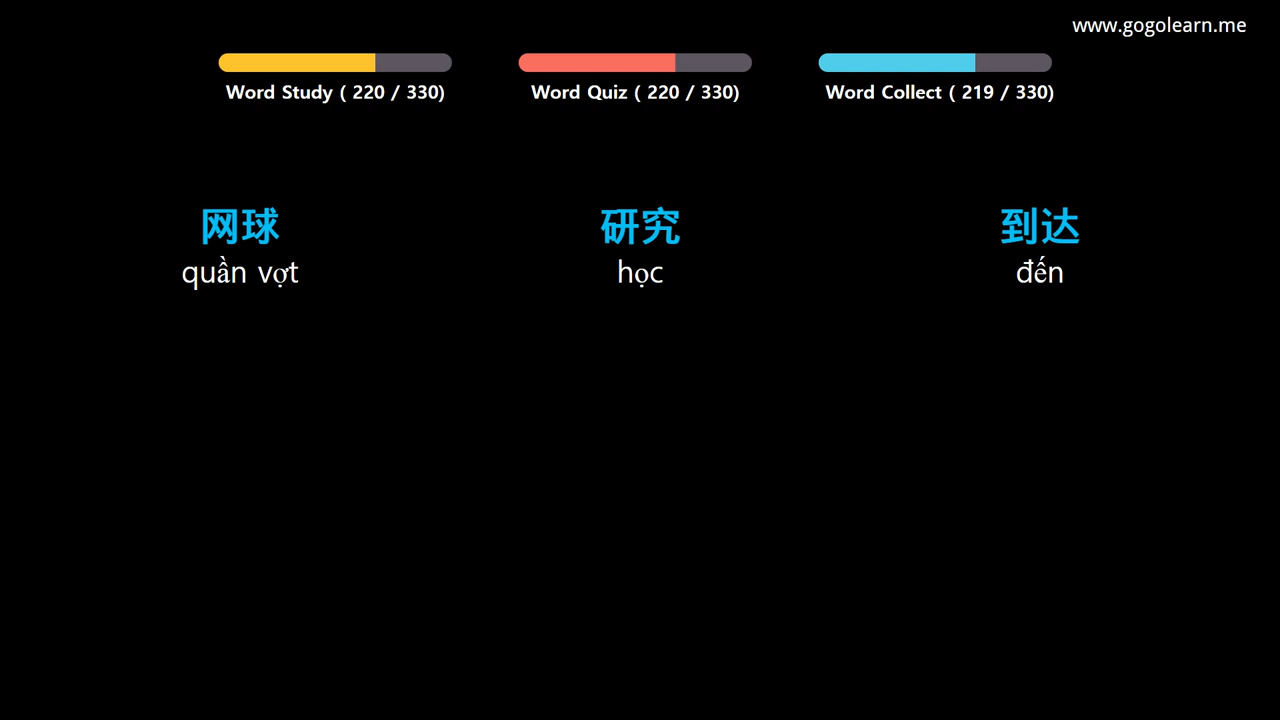 www.gogolearn.me
Word Study ( 220 / 330)
Word Quiz ( 220 / 330)
Word Collect ( 219 / 330)
网球
研究
到达
quần vợt
học
đến